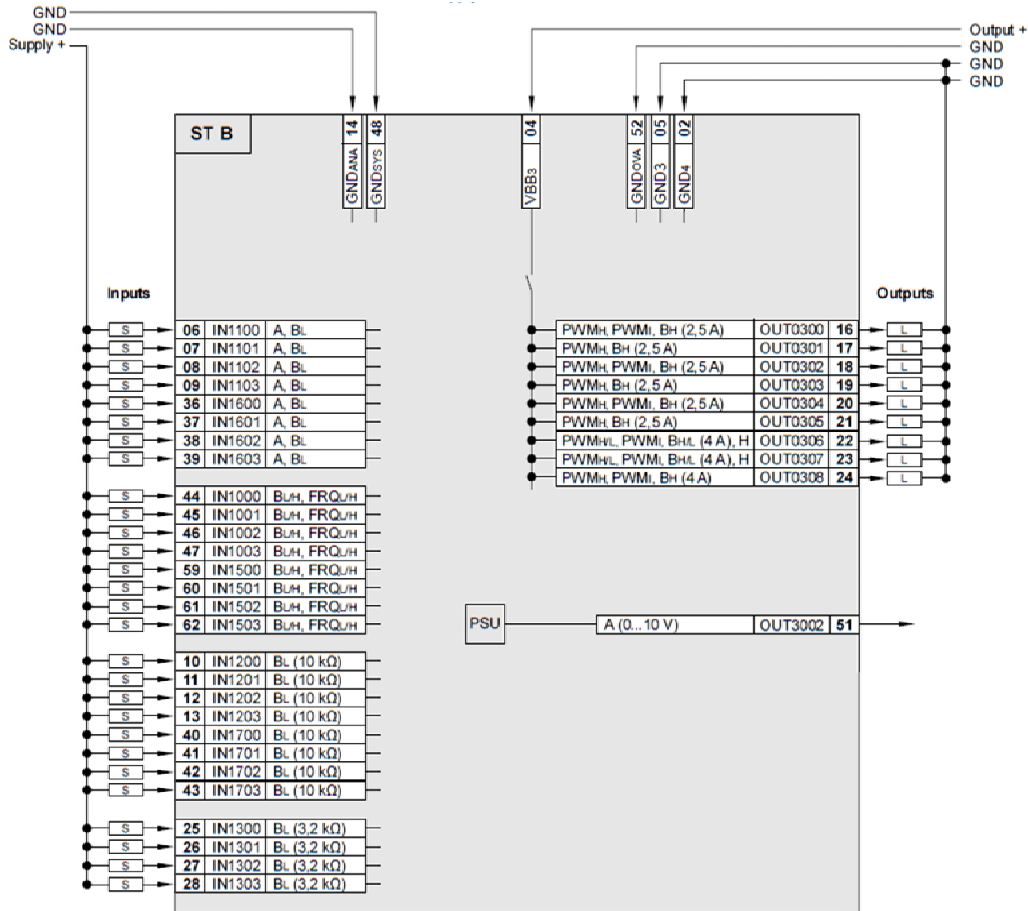 GND
GND
Supply +
Output +
GND
GND
GND
ST B
14 GNDANA
48 GNDSYS
04 VBB3
52 GNDOVA
05 GND3
02 GND4
Inputs
Outputs
S 06 IN1100 A, BL
S 07 IN1101 A, BL
S 08 IN1102 A, BL
S 09 IN1103 A, BL
S 36 IN1600 A, BL
S 37 IN1601 A, BL
S 38 IN1602 A, BL
S 39 IN1603 A, BL
PWMH, PWMI, BH (2,5 A) OUT0300 16 L
PWMH, BH (2,5 A) OUT0301 17 L
PWMH, PWMI, BH (2,5 A) OUT0302 18 L
PWMH, BH (2,5 A) OUT0303 19 L
PWMH, PWMI, BH (2,5 A) OUT0304 20 L
PWMH, BH (2,5 A) OUT0305 21 L
PWMH/L, PWMI, BH/L (4 A), H OUT0306 22 L
PWMH/L, PWMI, BH/L (4 A), H OUT0307 23 L
PWMH, PWMI, BH (4 A) OUT0308 24 L
S 44 IN1000 BL/H, FRQL/H
S 45 IN1001 BL/H, FRQL/H
S 46 IN1002 BL/H, FRQL/H
S 47 IN1003 BL/H, FRQL/H
S 59 IN1500 BL/H, FRQL/H
S 60 IN1501 BL/H, FRQL/H
S 61 IN1502 BL/H, FRQL/H
S 62 IN1503 BL/H, FRQL/H
PSU
A (0...10 V) OUT3002 51
S 10 IN1200 BL (10 kΩ)
S 11 IN1201 BL (10 kΩ)
S 12 IN1202 BL (10 kΩ)
S 13 IN1203 BL (10 kΩ)
S 40 IN1700 BL (10 kΩ)
S 41 IN1701 BL (10 kΩ)
S 42 IN1702 BL (10 kΩ)
S 43 IN1703 BL (10 kΩ)
S 25 IN1300 BL (3,2 kΩ)
S 26 IN1301 BL (3,2 kΩ)
S 27 IN1302 BL (3,2 kΩ)
S 28 IN1303 BL (3,2 kΩ)